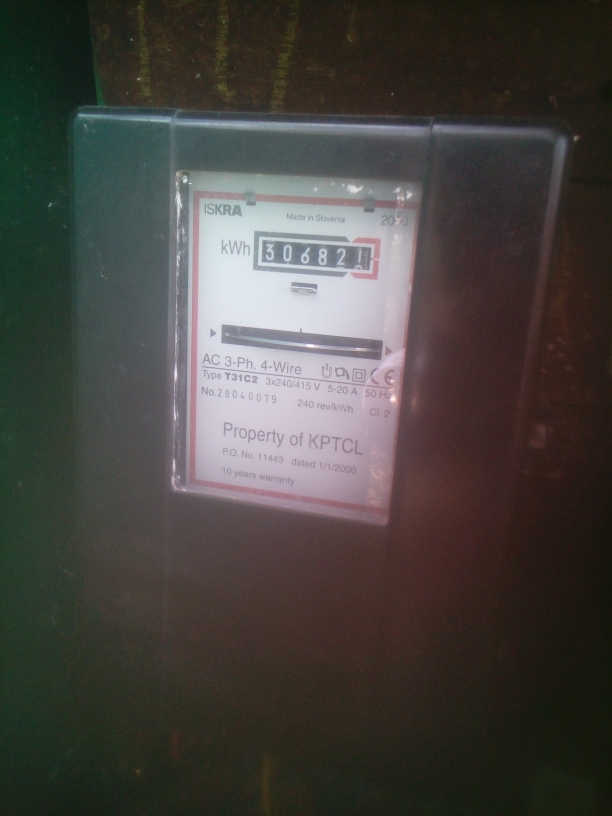 ISKRA
Made in Slovenia
kWh 306821
AC 3-Ph. 4-Wire
Type T31C2 3x240/415 V 5-20 A 50 Hz
No. 28040079 240 rev/kWh Cl. 2
Property of KPTCL
P.O. No. 11443 dated 1/1/2000
10 years warranty